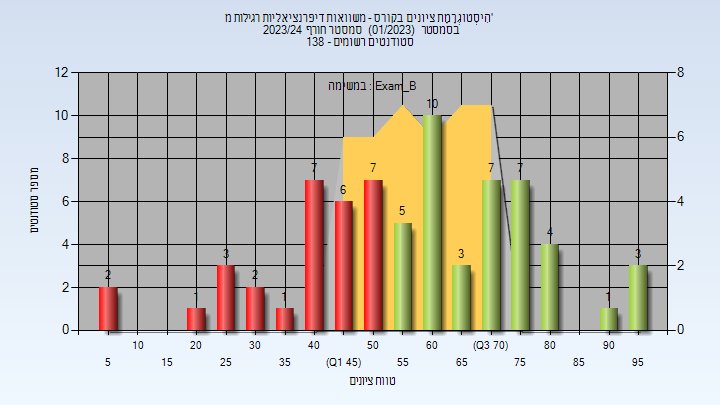 הִיסְטוֹגְרָמַת ציונים בקורס - משוואות דיפרנציאליות רגילות מ'
בסמסטר (01/2023) סמסטר חורף 2023/24
סטודנטים רשומים - 138
במשימה : Exam_B
מספר סטודנטים
12 10 8 6 4 2 0
8 6 4 2 0
2 1 3 2 1 7 6 7 5 10 3 7 7 4 1 3
10 20 30 40 50 60 (Q3 70) 80 90
5 15 25 35 (Q1 45) 55 65 75 85 95
טווח ציונים